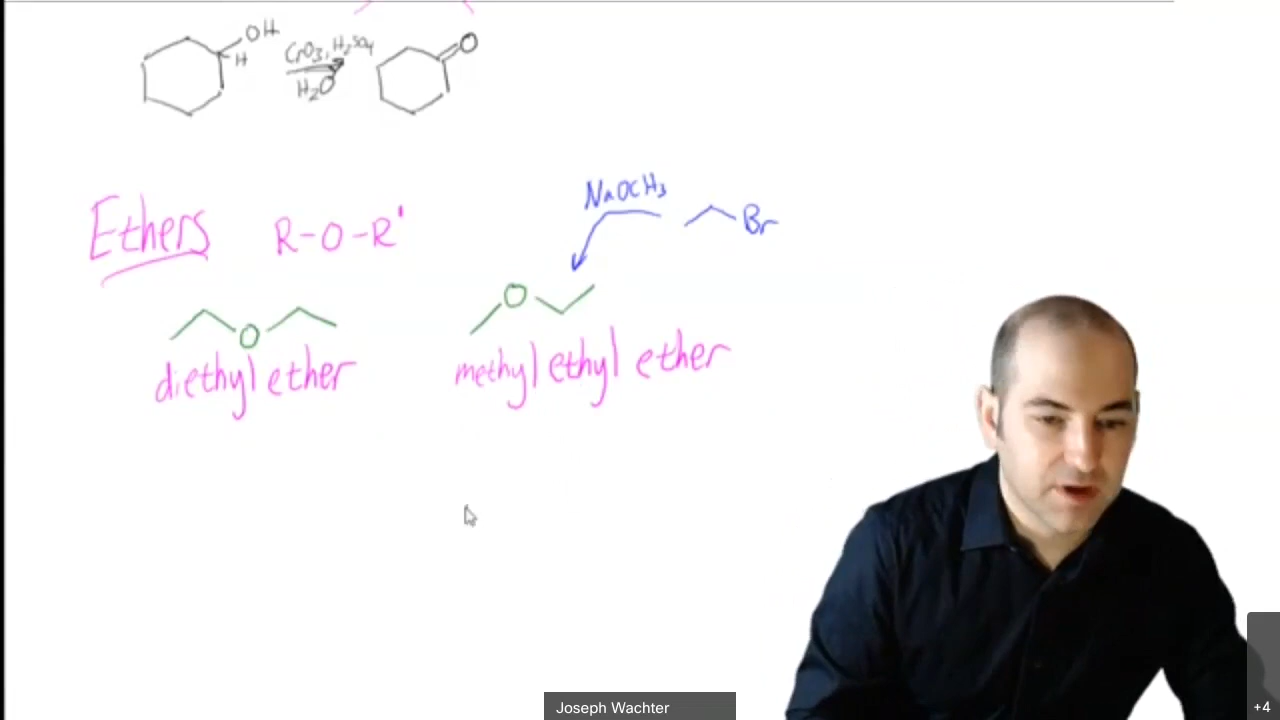 OH
H
CrO3, H2SO4
H2O
O
Ethers R-O-R'
NaOCH3
Br
O
O
diethyl ether
methyl ethyl ether
Joseph Wachter
+4